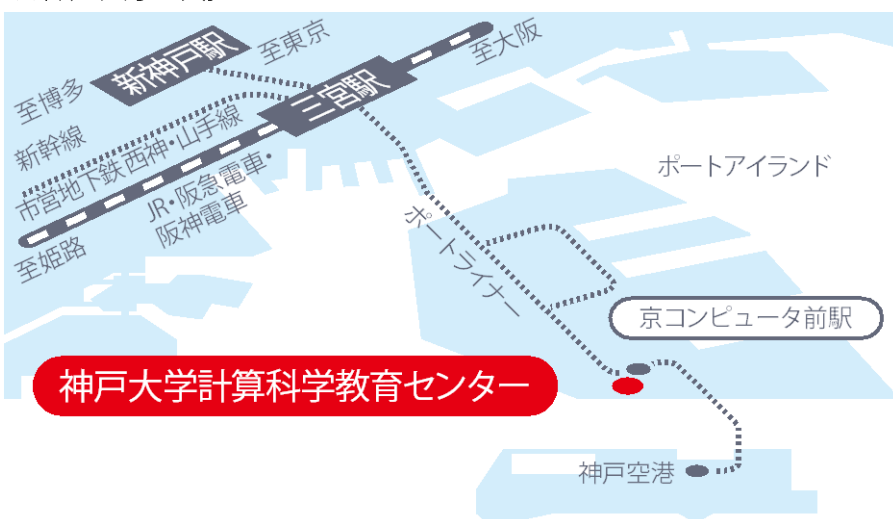 新神戸駅
至東京
至大阪
至博多
三宮駅
新幹線
市営地下鉄西神・山手線
JR・阪急電車・
阪神電車
至姫路
ポートアイランド
ポートライナー
京コンピュータ前駅
神戸大学計算科学教育センター
神戸空港